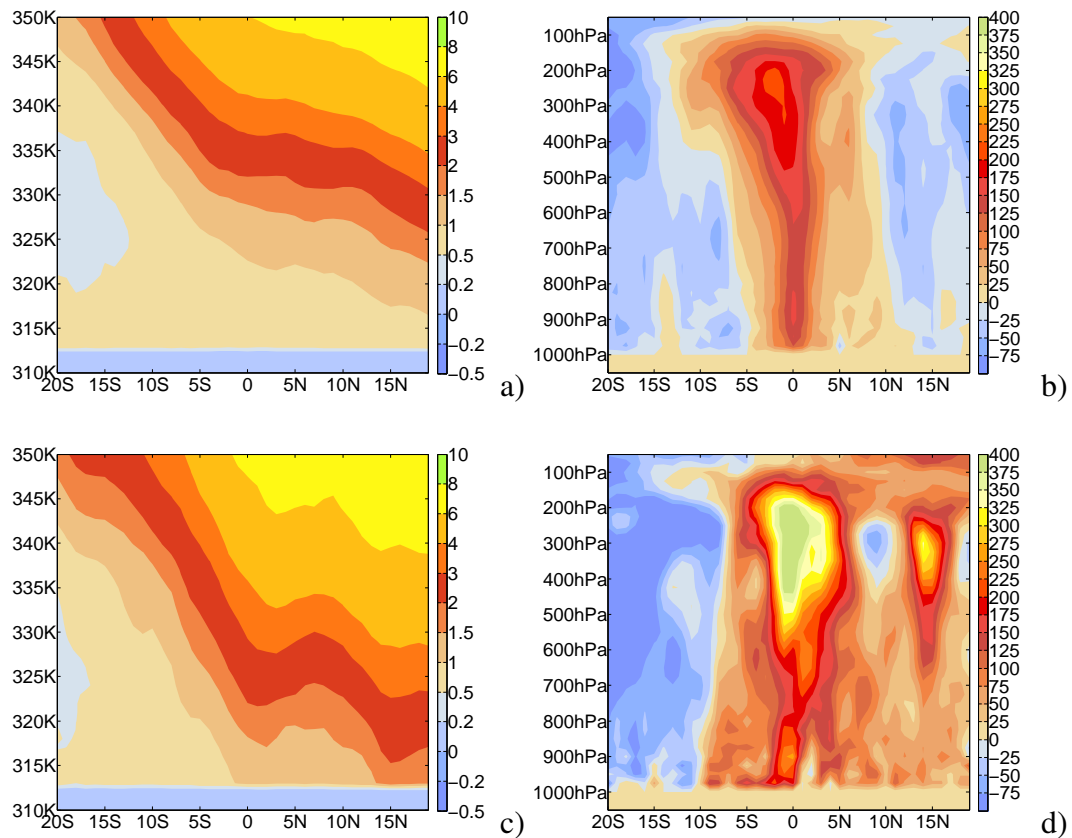 350K
345K
340K
335K
330K
325K
320K
315K
310K
20S 15S 10S 5S 0 5N 10N 15N
10
8
6
4
3
2
1.5
1
0.5
0.2
0
−0.2
−0.5
a)
100hPa
200hPa
300hPa
400hPa
500hPa
600hPa
700hPa
800hPa
900hPa
1000hPa
20S 15S 10S 5S 0 5N 10N 15N
400
375
350
325
300
275
250
225
200
175
150
125
100
75
50
25
0
−25
−50
−75
b)
350K
345K
340K
335K
330K
325K
320K
315K
310K
20S 15S 10S 5S 0 5N 10N 15N
10
8
6
4
3
2
1.5
1
0.5
0.2
0
−0.2
−0.5
c)
100hPa
200hPa
300hPa
400hPa
500hPa
600hPa
700hPa
800hPa
900hPa
1000hPa
20S 15S 10S 5S 0 5N 10N 15N
400
375
350
325
300
275
250
225
200
175
150
125
100
75
50
25
0
−25
−50
−75
d)